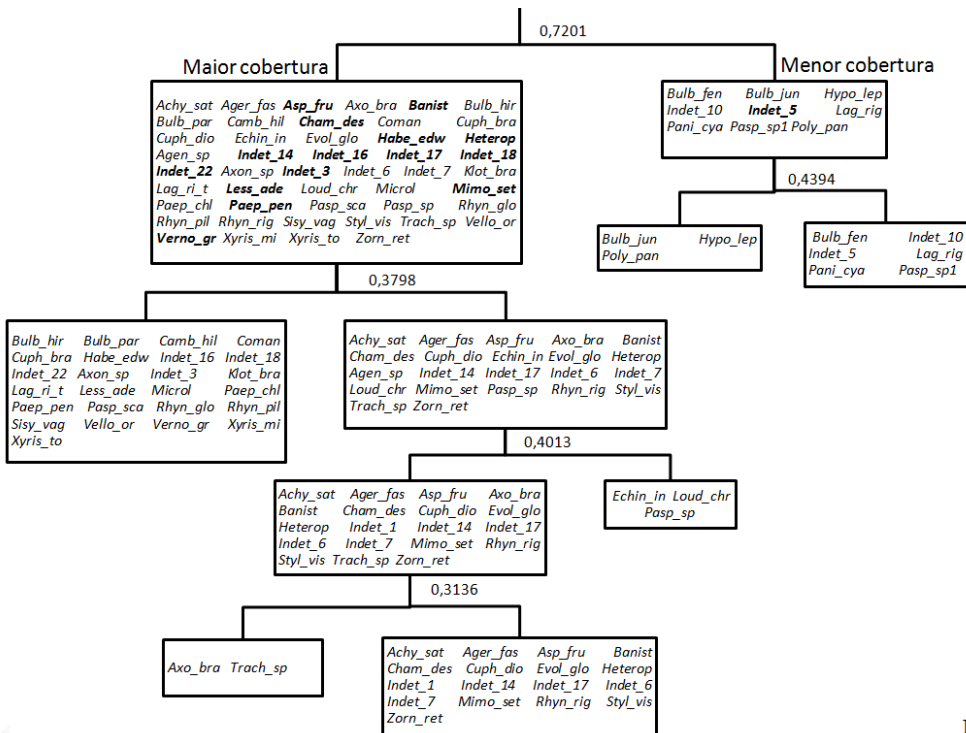 0,7201
Maior cobertura
Menor cobertura
Achy_sat Ager_fas Asp_fru Axo_bra Banist Bulb_hir
Bulb_par Camb_hil Cham_des Coman Cuph_bra
Cuph_dio Echin_in Evol_glo Habe_edw Heterop
Agen_sp Indet_14 Indet_16 Indet_17 Indet_18
Indet_22 Axon_sp Indet_3 Indet_6 Indet_7 Klot_bra
Lag_ri_t Less_ade Loud_chr Microl Mimo_set
Paep_chl Paep_pen Pasp_sca Pasp_sp Rhyn_glo
Rhyn_pil Rhyn_rig Sisy_vag Styl_vis Trach_sp Vello_or
Verno_gr Xyris_mi Xyris_to Zorn_ret
Bulb_fen Bulb_jun Hypo_lep
Indet_10 Indet_5 Lag_rig
Pani_cya Pasp_sp1 Poly_pan
0,4394
Bulb_jun Hypo_lep
Poly_pan
Bulb_fen Indet_10
Indet_5 Lag_rig
Pani_cya Pasp_sp1
0,3798
Bulb_hir Bulb_par Camb_hil Coman
Cuph_bra Habe_edw Indet_16 Indet_18
Indet_22 Axon_sp Indet_3 Klot_bra
Lag_ri_t Less_ade Microl Paep_chl
Paep_pen Pasp_sca Rhyn_glo Rhyn_pil
Sisy_vag Vello_or Verno_gr Xyris_mi
Xyris_to
Achy_sat Ager_fas Asp_fru Axo_bra Banist
Cham_des Cuph_dio Echin_in Evol_glo Heterop
Agen_sp Indet_14 Indet_17 Indet_6 Indet_7
Loud_chr Mimo_set Pasp_sp Rhyn_rig Styl_vis
Trach_sp Zorn_ret
0,4013
Achy_sat Ager_fas Asp_fru Axo_bra
Banist Cham_des Cuph_dio Evol_glo
Heterop Indet_1 Indet_14 Indet_17
Indet_6 Indet_7 Mimo_set Rhyn_rig
Styl_vis Trach_sp Zorn_ret
Echin_in Loud_chr
Pasp_sp
0,3136
Axo_bra Trach_sp
Achy_sat Ager_fas Asp_fru Banist
Cham_des Cuph_dio Evol_glo Heterop
Indet_1 Indet_14 Indet_17 Indet_6
Indet_7 Mimo_set Rhyn_rig Styl_vis
Zorn_ret